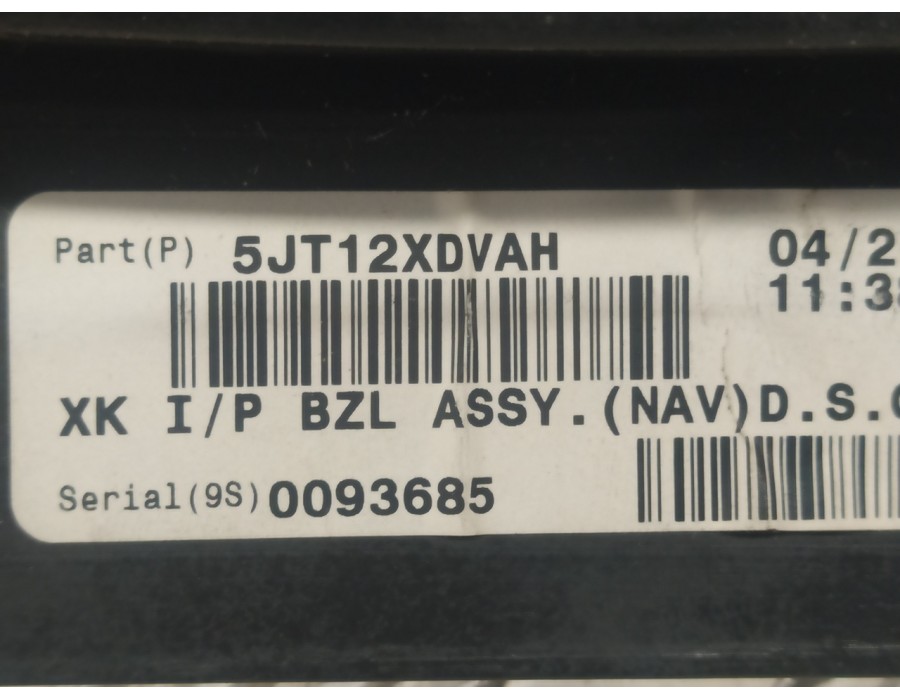 Part(P) 5JT12XDVAH 04/2
11:3
XK I/P BZL ASSY.(NAV)D.S.
Serial(9S) 0093685